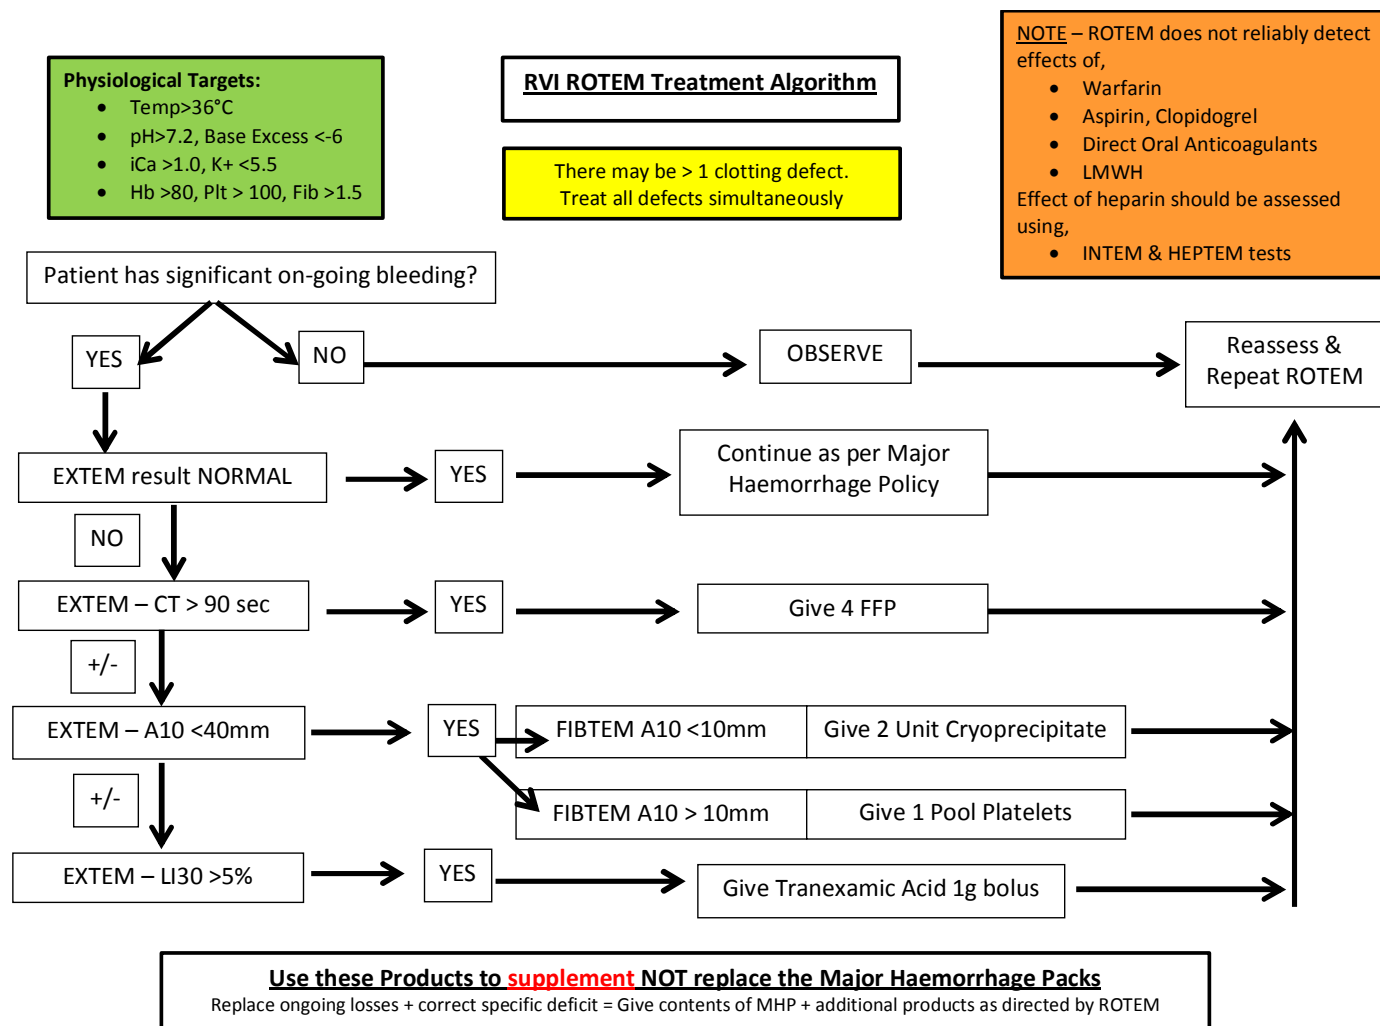 Physiological Targets:
• Temp>36°C
• pH>7.2, Base Excess <-6
• iCa >1.0, K+ <5.5
• Hb >80, Plt > 100, Fib >1.5
RVI ROTEM Treatment Algorithm
There may be > 1 clotting defect.
Treat all defects simultaneously
NOTE – ROTEM does not reliably detect
effects of,
• Warfarin
• Aspirin, Clopidogrel
• Direct Oral Anticoagulants
• LMWH
Effect of heparin should be assessed
using,
• INTEM & HEPTEM tests
Patient has significant on-going bleeding?
YES
NO
OBSERVE
Reassess &
Repeat ROTEM
EXTEM result NORMAL
YES
Continue as per Major
Haemorrhage Policy
NO
EXTEM – CT > 90 sec
YES
Give 4 FFP
+/-
EXTEM – A10 <40mm
YES
FIBTEM A10 <10mm
Give 2 Unit Cryoprecipitate
FIBTEM A10 > 10mm
Give 1 Pool Platelets
+/-
EXTEM – LI30 >5%
YES
Give Tranexamic Acid 1g bolus
Use these Products to supplement NOT replace the Major Haemorrhage Packs
Replace ongoing losses + correct specific deficit = Give contents of MHP + additional products as directed by ROTEM